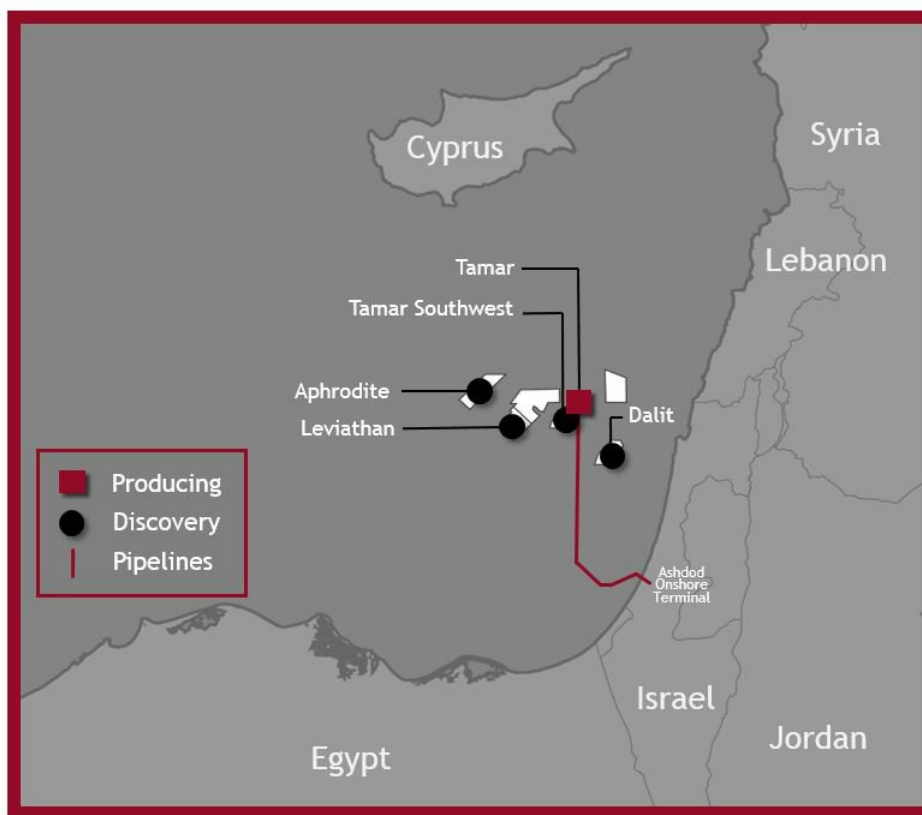 Cyprus
Syria
Lebanon
Tamar
Tamar Southwest
Aphrodite
Leviathan
Dalit
Producing
Discovery
Pipelines
Ashdod
Onshore
Terminal
Israel
Jordan
Egypt